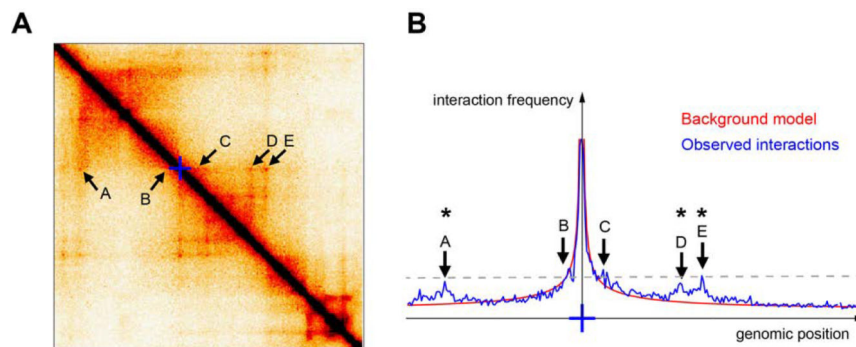 A
A
B
C
D
E
B
interaction frequency
Background model
Observed interactions
*
A
B
C
*
D
*
E
genomic position